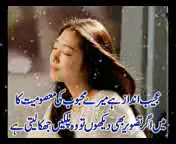 عجیب انداز ہے میرے محبوب کی معصومیت کا
میں اگر تصویر بھی دیکھوں تو وہ پلکیں جھکا لیتی ہے